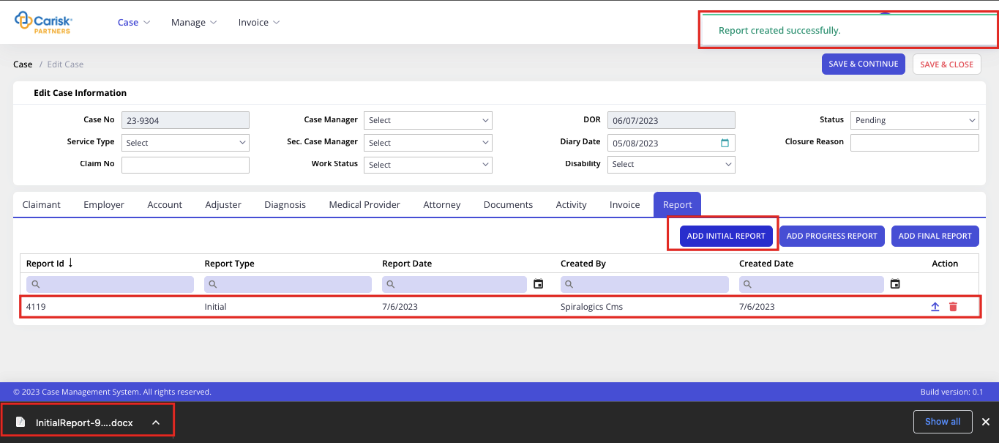 Carisk
PARTNERS
Case Manage Invoice
Report created successfully.
Case / Edit Case
SAVE & CONTINUE SAVE & CLOSE
Edit Case Information
Case No 23-9304 Case Manager Select DOR 06/07/2023 Status Pending
Service Type Select Sec. Case Manager Select Diary Date 05/08/2023 Closure Reason
Claim No Work Status Select Disability Select
Claimant Employer Account Adjuster Diagnosis Medical Provider Attorney Documents Activity Invoice Report
ADD INITIAL REPORT ADD PROGRESS REPORT ADD FINAL REPORT
Report Id ↓ Report Type Report Date Created By Created Date Action
4119 Initial 7/6/2023 Spiralogics Cms 7/6/2023
© 2023 Case Management System. All rights reserved. Build version: 0.1
InitialReport-9....docx Show all